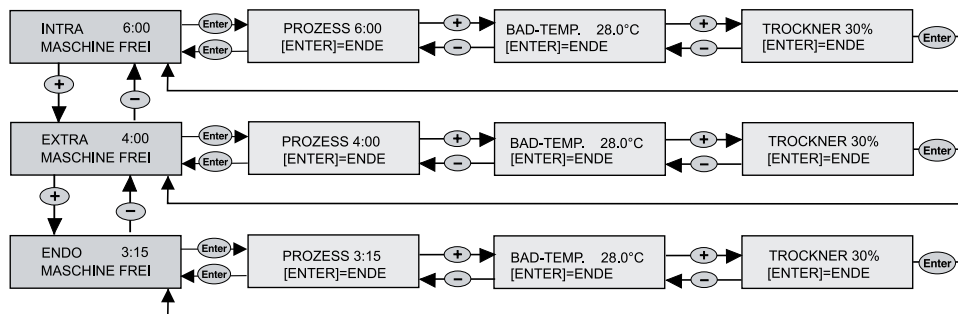 INTRA 6:00
MASCHINE FREI
Enter
Enter
PROZESS 6:00
[ENTER]=ENDE
+
−
BAD-TEMP. 28.0°C
[ENTER]=ENDE
+
−
TROCKNER 30%
[ENTER]=ENDE
Enter
+
−
EXTRA 4:00
MASCHINE FREI
Enter
Enter
PROZESS 4:00
[ENTER]=ENDE
+
−
BAD-TEMP. 28.0°C
[ENTER]=ENDE
+
−
TROCKNER 30%
[ENTER]=ENDE
Enter
+
−
ENDO 3:15
MASCHINE FREI
Enter
Enter
PROZESS 3:15
[ENTER]=ENDE
+
−
BAD-TEMP. 28.0°C
[ENTER]=ENDE
+
−
TROCKNER 30%
[ENTER]=ENDE
Enter